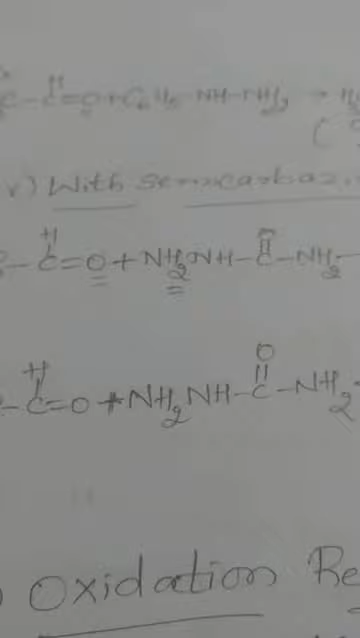 H
-C=O+C6H5-NH-NH2 →
v) With semicarbaz
H O
-C=O+NH2NH-C-NH2-
H O
-C=O+NH2NH-C-NH2
Oxidation Re